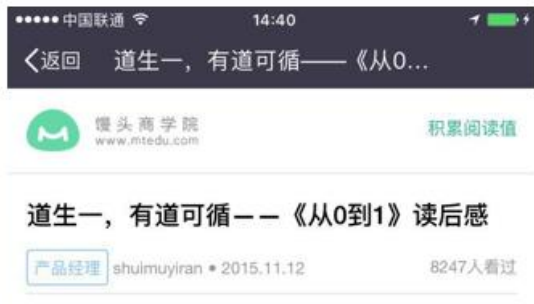 中国联通 14:40
返回 道生一，有道可循——《从0...
馒头商学院
www.mtedu.com
积累阅读值
道生一，有道可循——《从0到1》读后感
产品经理 shuimuyiran • 2015.11.12 8247人看过